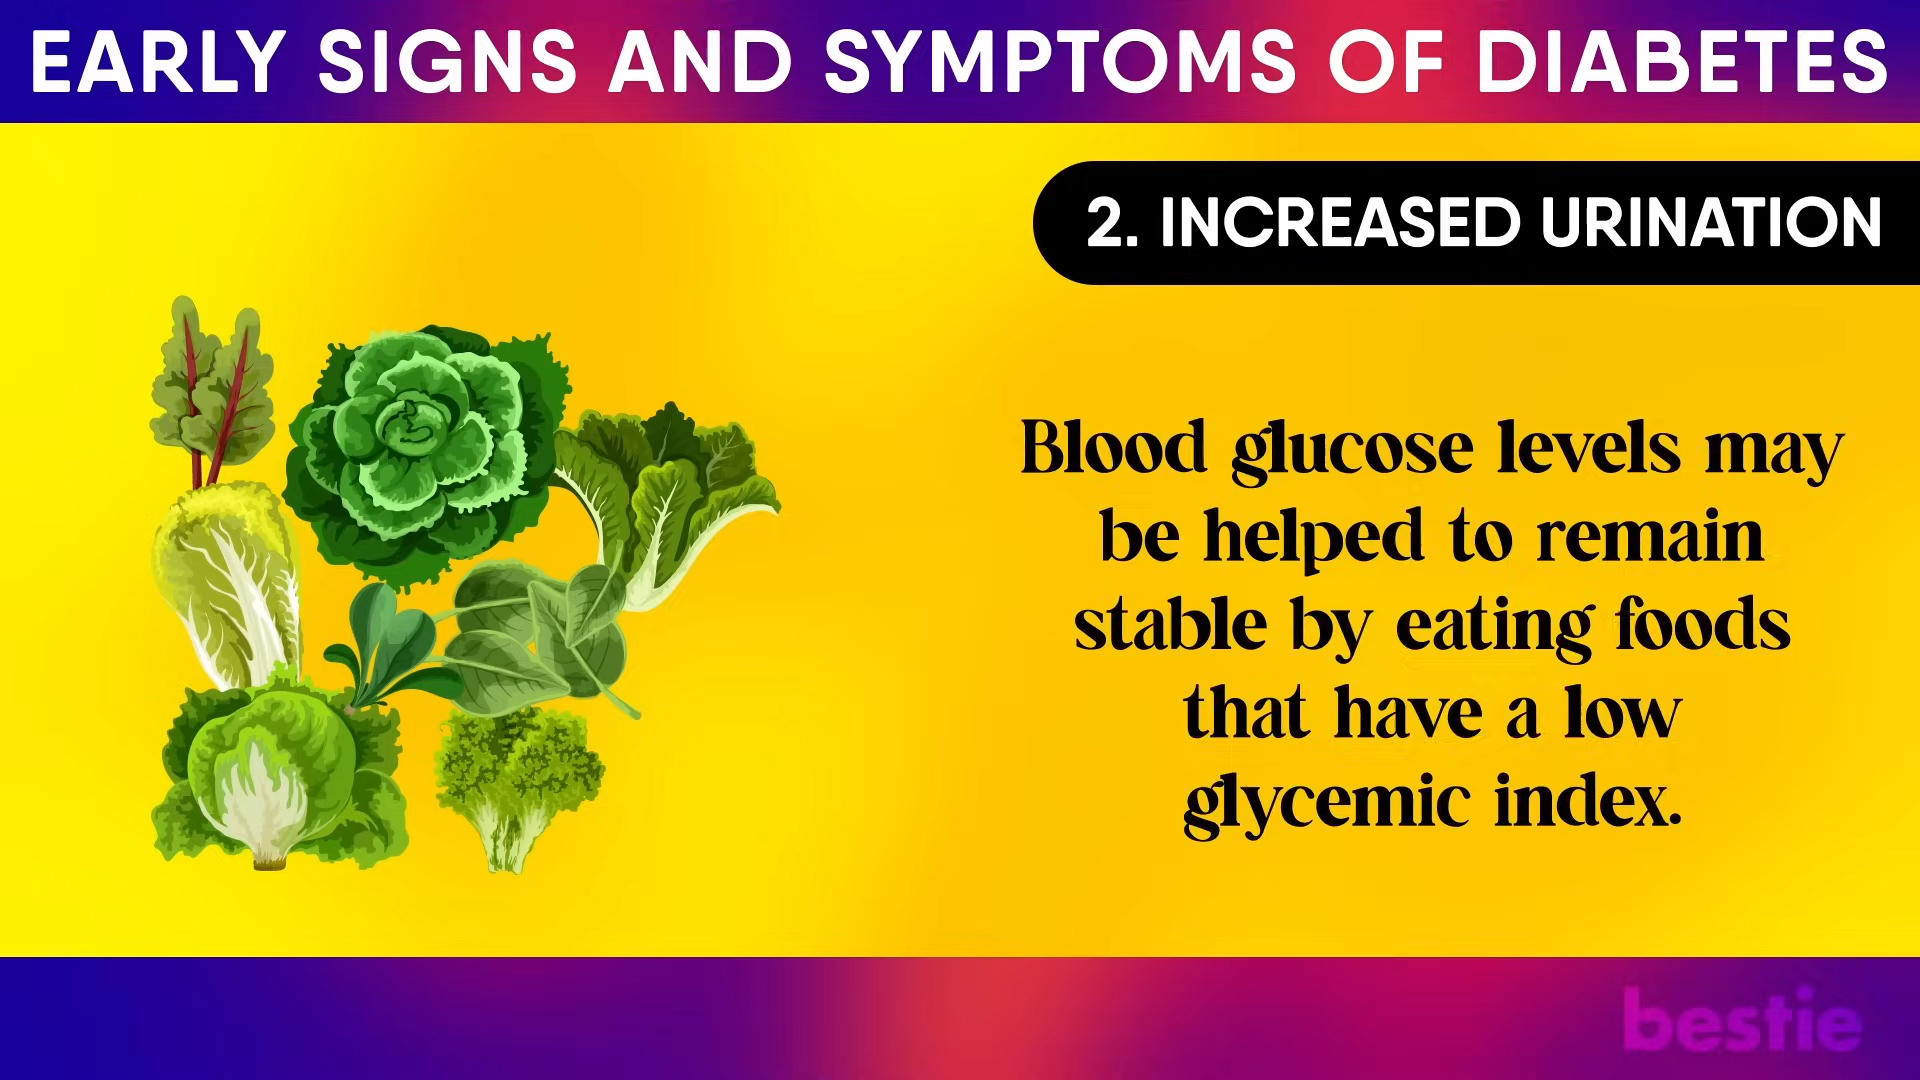 EARLY SIGNS AND SYMPTOMS OF DIABETES
2. INCREASED URINATION
Blood glucose levels may
be helped to remain
stable by eating foods
that have a low
glycemic index.
bestie